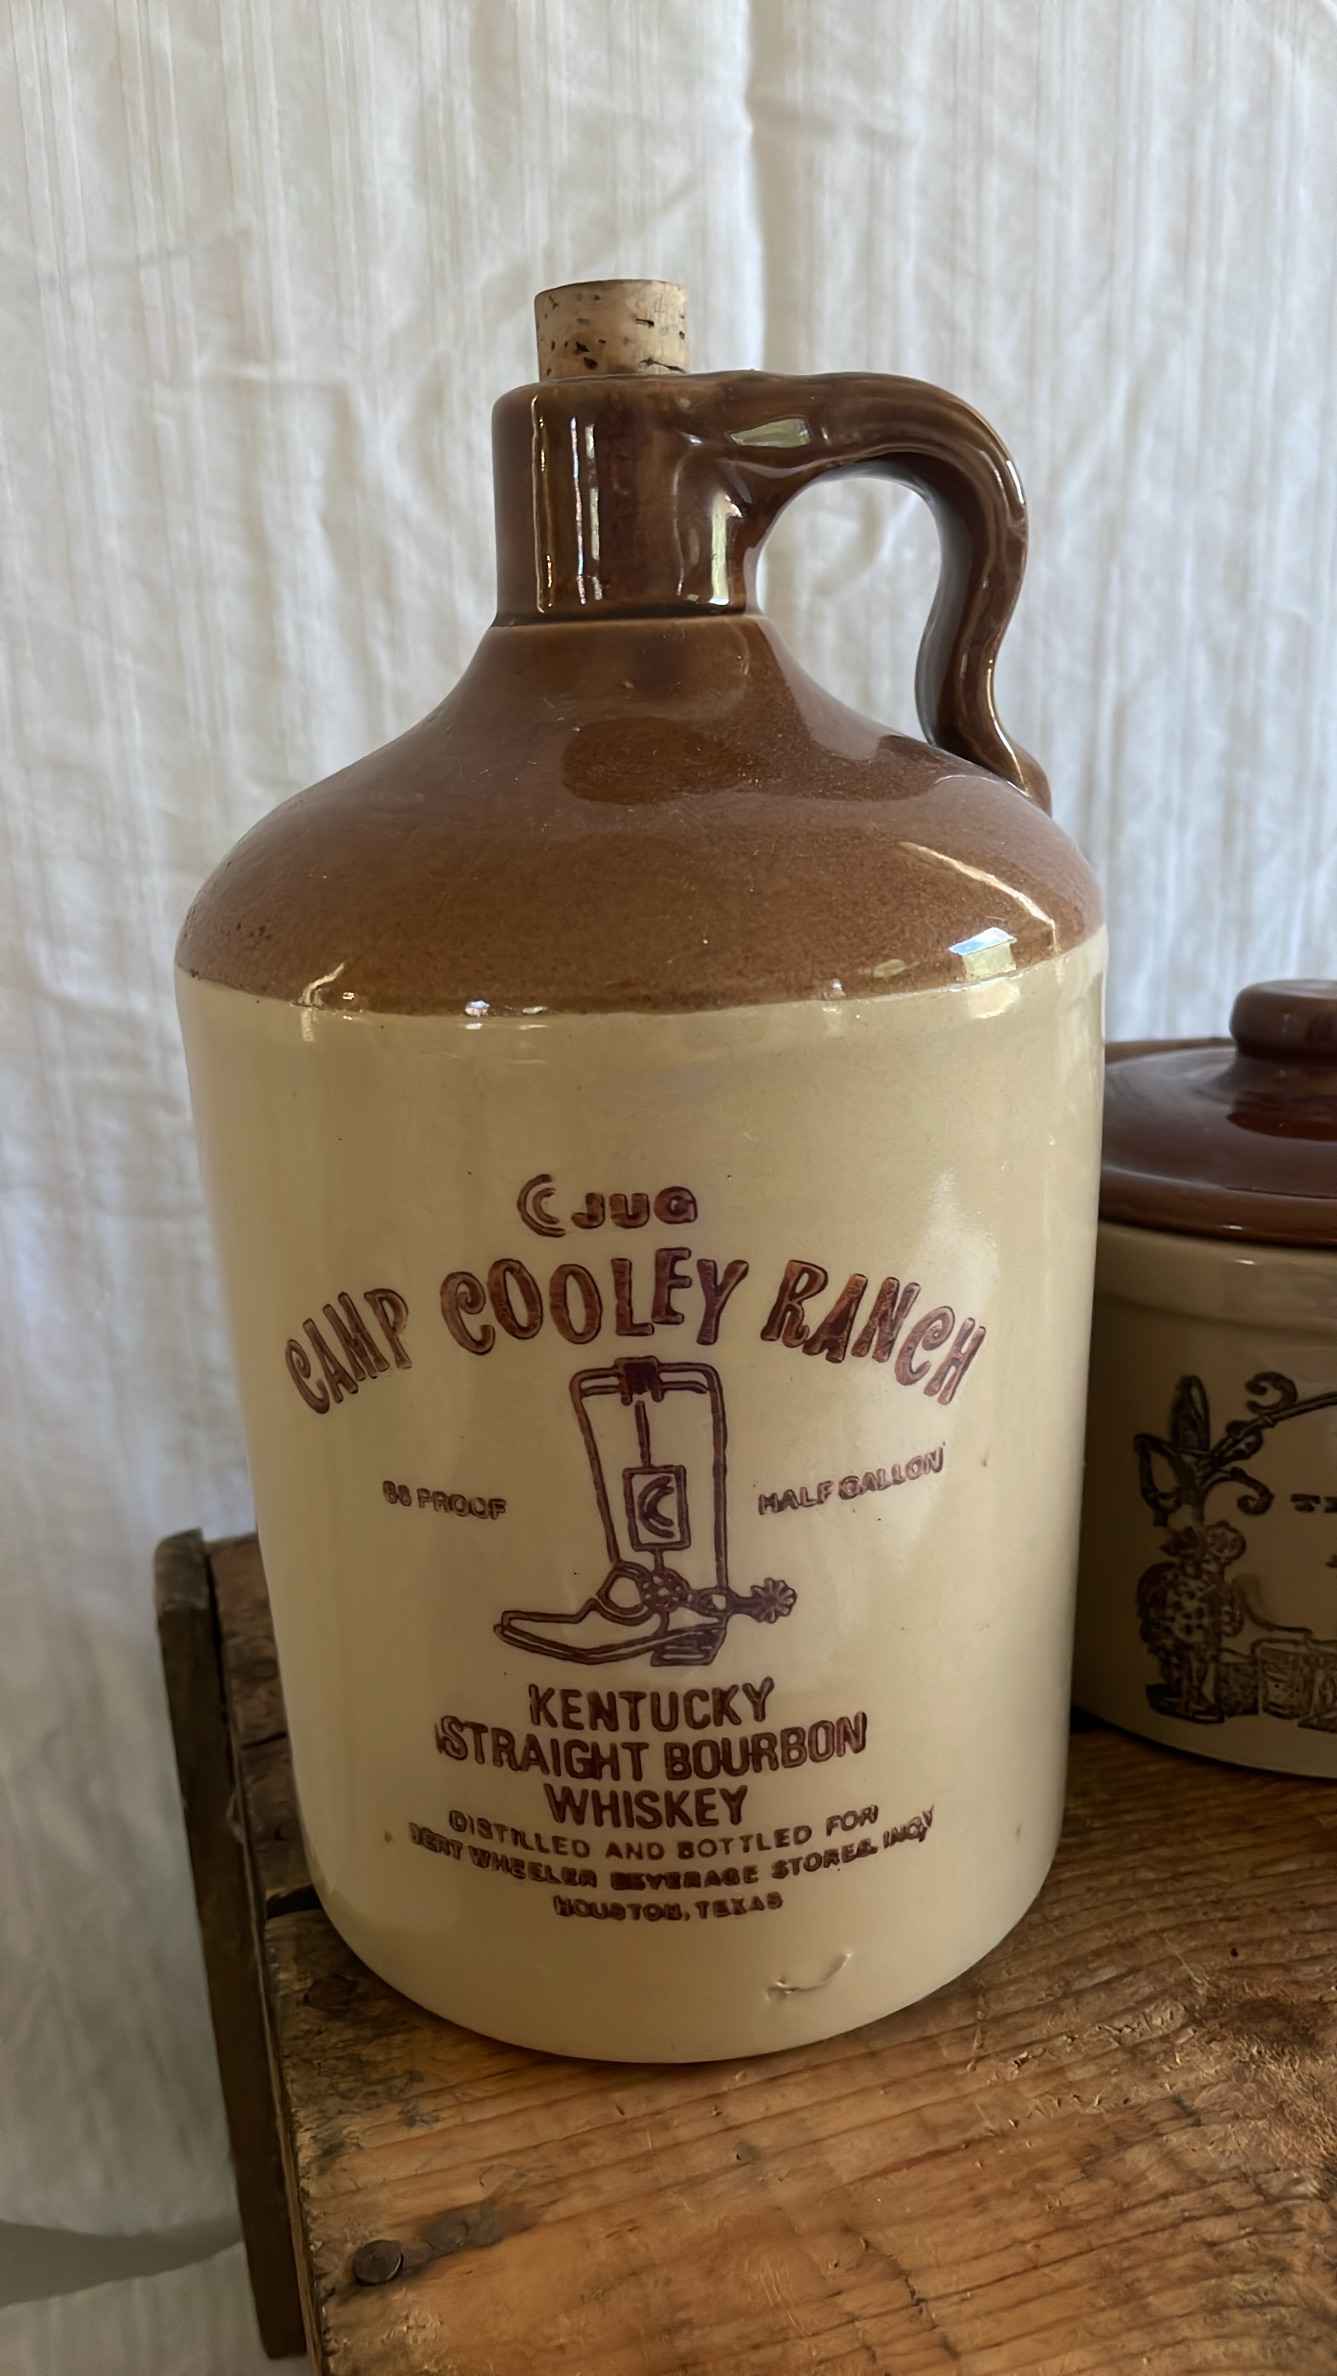 C JUG
CAMP COOLEY RANCH
PROOF
HALF GALLON
KENTUCKY
STRAIGHT BOURBON
WHISKEY
DISTILLED AND BOTTLED FOR
WHEELER BEVERAGE STORES, INC.
HOUSTON, TEXAS